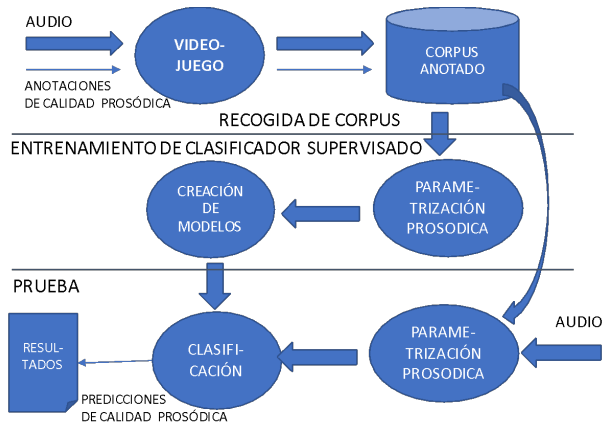 AUDIO
VIDEO-
JUEGO
CORPUS
ANOTADO
ANOTACIONES
DE CALIDAD PROSÓDICA
RECOGIDA DE CORPUS
ENTRENAMIENTO DE CLASIFICADOR SUPERVISADO
CREACIÓN
DE
MODELOS
PARAME-
TRIZACIÓN
PROSODICA
PRUEBA
AUDIO
RESUL-
TADOS
CLASIFI-
CACIÓN
PARAME-
TRIZACIÓN
PROSODICA
PREDICCIONES
DE CALIDAD PROSÓDICA